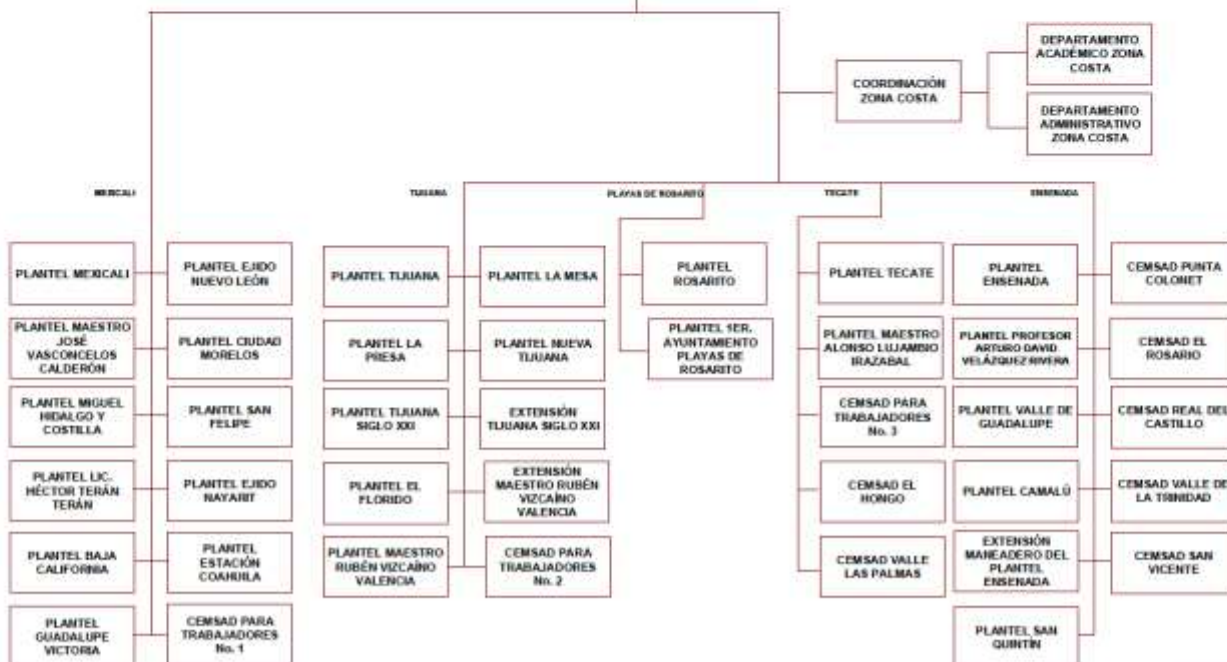 DEPARTAMENTO
ACADÉMICO ZONA
COSTA
COORDINACIÓN
ZONA COSTA
DEPARTAMENTO
ADMINISTRATIVO
ZONA COSTA
MEXICALI
TIJUANA
PLAYAS DE ROSARITO
TECATE
ENSENADA
PLANTEL MEXICALI
PLANTEL EJIDO
NUEVO LEÓN
PLANTEL MAESTRO
JOSÉ
VASCONCELOS
CALDERÓN
PLANTEL CIUDAD
MORELOS
PLANTEL MIGUEL
HIDALGO Y
COSTILLA
PLANTEL SAN
FELIPE
PLANTEL LIC.
HÉCTOR TERÁN
TERÁN
PLANTEL EJIDO
NAYARIT
PLANTEL BAJA
CALIFORNIA
PLANTEL
ESTACIÓN
COAHUILA
PLANTEL
GUADALUPE
VICTORIA
CEMSAD PARA
TRABAJADORES
No. 1
PLANTEL TIJUANA
PLANTEL LA MESA
PLANTEL LA
PRESA
PLANTEL NUEVA
TIJUANA
PLANTEL TIJUANA
SIGLO XXI
EXTENSIÓN
TIJUANA SIGLO XXI
PLANTEL EL
FLORIDO
EXTENSIÓN
MAESTRO RUBÉN
VIZCAÍNO
VALENCIA
PLANTEL MAESTRO
RUBÉN VIZCAÍNO
VALENCIA
CEMSAD PARA
TRABAJADORES
No. 2
PLANTEL
ROSARITO
PLANTEL 1ER.
AYUNTAMIENTO
PLAYAS DE
ROSARITO
PLANTEL TECATE
PLANTEL MAESTRO
ALONSO LUJAMBIO
IRAZABAL
CEMSAD PARA
TRABAJADORES
No. 3
CEMSAD EL
HONGO
CEMSAD VALLE
LAS PALMAS
PLANTEL
ENSENADA
CEMSAD PUNTA
COLONET
PLANTEL PROFESOR
ARTURO DAVID
VELÁZQUEZ RIVERA
CEMSAD EL
ROSARIO
PLANTEL VALLE DE
GUADALUPE
CEMSAD REAL DEL
CASTILLO
PLANTEL CAMALÚ
CEMSAD VALLE DE
LA TRINIDAD
EXTENSIÓN
MANEADERO DEL
PLANTEL
ENSENADA
CEMSAD SAN
VICENTE
PLANTEL SAN
QUINTÍN